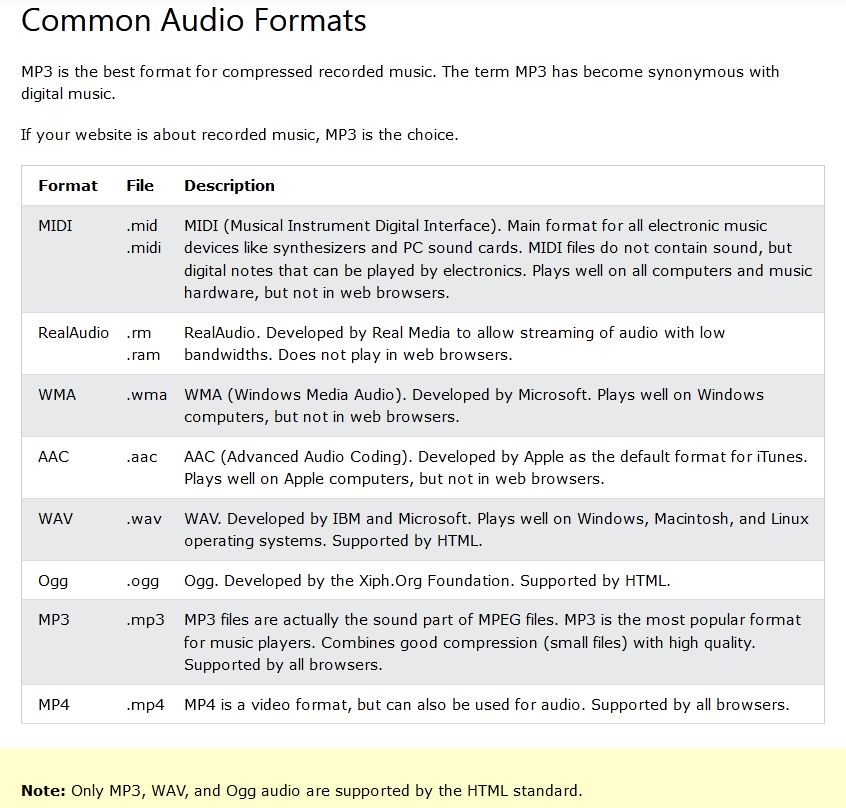 Common Audio Formats
MP3 is the best format for compressed recorded music. The term MP3 has become synonymous with
digital music.
If your website is about recorded music, MP3 is the choice.
Format File Description
MIDI .mid MIDI (Musical Instrument Digital Interface). Main format for all electronic music
.midi devices like synthesizers and PC sound cards. MIDI files do not contain sound, but
digital notes that can be played by electronics. Plays well on all computers and music
hardware, but not in web browsers.
RealAudio .rm RealAudio. Developed by Real Media to allow streaming of audio with low
.ram bandwidths. Does not play in web browsers.
WMA .wma WMA (Windows Media Audio). Developed by Microsoft. Plays well on Windows
computers, but not in web browsers.
AAC .aac AAC (Advanced Audio Coding). Developed by Apple as the default format for iTunes.
Plays well on Apple computers, but not in web browsers.
WAV .wav WAV. Developed by IBM and Microsoft. Plays well on Windows, Macintosh, and Linux
operating systems. Supported by HTML.
Ogg .ogg Ogg. Developed by the Xiph.Org Foundation. Supported by HTML.
MP3 .mp3 MP3 files are actually the sound part of MPEG files. MP3 is the most popular format
for music players. Combines good compression (small files) with high quality.
Supported by all browsers.
MP4 .mp4 MP4 is a video format, but can also be used for audio. Supported by all browsers.
Note: Only MP3, WAV, and Ogg audio are supported by the HTML standard.